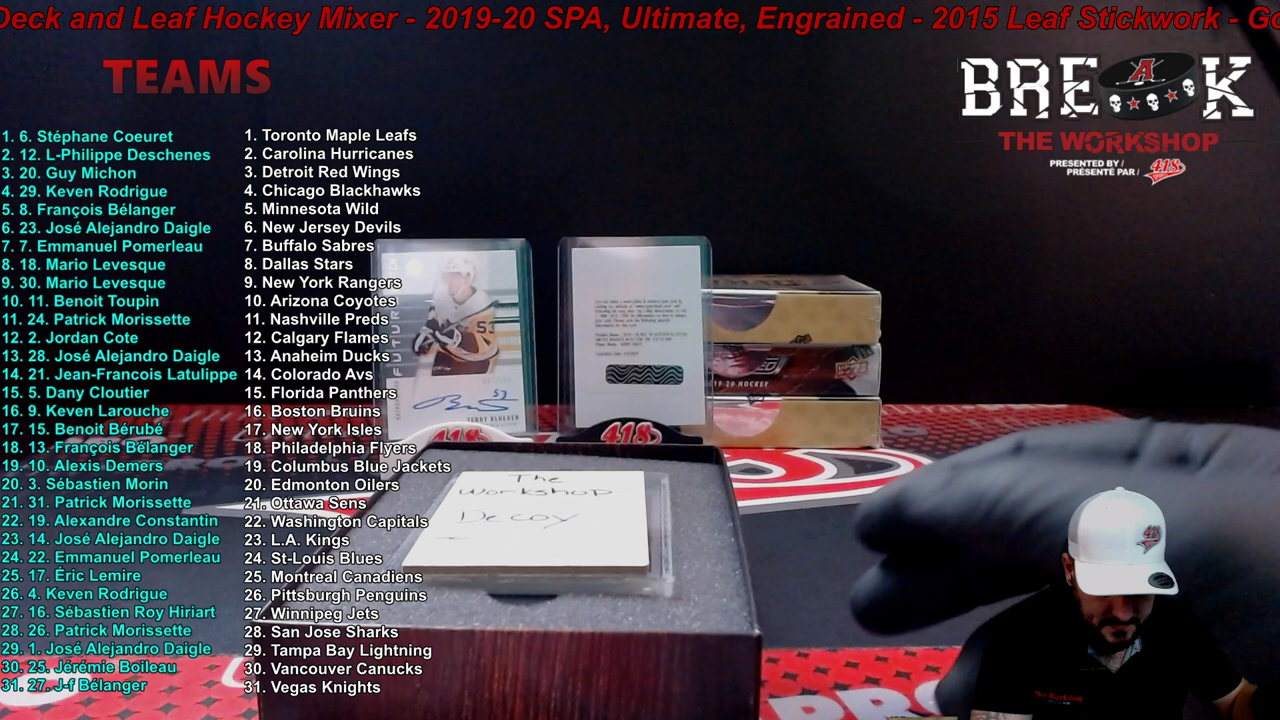 Deck and Leaf Hockey Mixer - 2019-20 SPA, Ultimate, Engrained - 2015 Leaf Stickwork - Go
TEAMS
BREAK
THE WORKSHOP
PRESENTED BY /
PRÉSENTÉ PAR /
418
1. 6. Stéphane Coeuret
2. 12. L-Philippe Deschenes
3. 20. Guy Michon
4. 29. Keven Rodrigue
5. 8. François Bélanger
6. 23. José Alejandro Daigle
7. 7. Emmanuel Pomerleau
8. 18. Mario Levesque
9. 30. Mario Levesque
10. 11. Benoit Toupin
11. 24. Patrick Morissette
12. 2. Jordan Cote
13. 28. José Alejandro Daigle
14. 21. Jean-Francois Latulippe
15. 5. Dany Cloutier
16. 9. Keven Larouche
17. 15. Benoit Bérubé
18. 13. François Bélanger
19. 10. Alexis Demers
20. 3. Sébastien Morin
21. 31. Patrick Morissette
22. 19. Alexandre Constantin
23. 14. José Alejandro Daigle
24. 22. Emmanuel Pomerleau
25. 17. Éric Lemire
26. 4. Keven Rodrigue
27. 16. Sébastien Roy Hiriart
28. 26. Patrick Morissette
29. 1. José Alejandro Daigle
30. 25. Jérémie Boileau
31. 27. J-f Bélanger
1. Toronto Maple Leafs
2. Carolina Hurricanes
3. Detroit Red Wings
4. Chicago Blackhawks
5. Minnesota Wild
6. New Jersey Devils
7. Buffalo Sabres
8. Dallas Stars
9. New York Rangers
10. Arizona Coyotes
11. Nashville Preds
12. Calgary Flames
13. Anaheim Ducks
14. Colorado Avs
15. Florida Panthers
16. Boston Bruins
17. New York Isles
18. Philadelphia Flyers
19. Columbus Blue Jackets
20. Edmonton Oilers
21. Ottawa Sens
22. Washington Capitals
23. L.A. Kings
24. St-Louis Blues
25. Montreal Canadiens
26. Pittsburgh Penguins
27. Winnipeg Jets
28. San Jose Sharks
29. Tampa Bay Lightning
30. Vancouver Canucks
31. Vegas Knights
FUTURE
53
TEDDY BLUEGER
418
418
19-20 HOCKEY
The
Workshop
Decoy
418
The Workshop